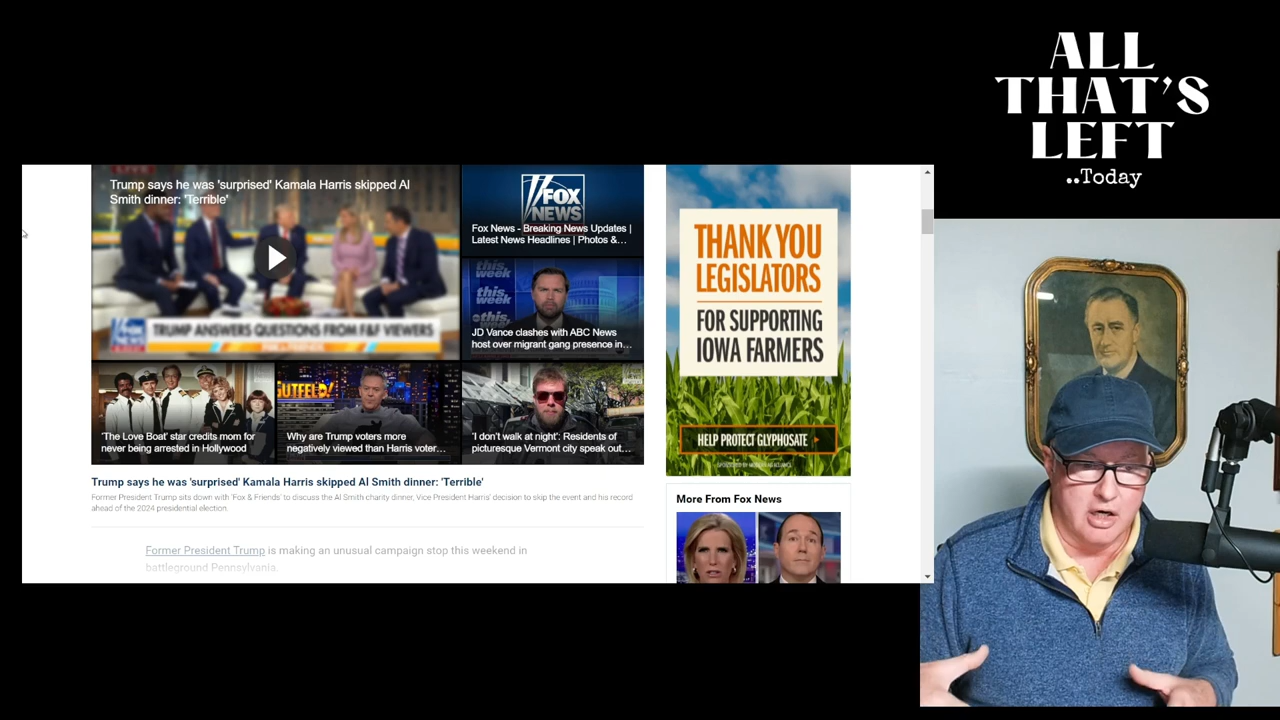 ALL
THAT'S
LEFT
..Today
LIVE
Trump says he was 'surprised' Kamala Harris skipped Al
Smith dinner: 'Terrible'
TRUMP ANSWERS QUESTIONS FROM F&F VIEWERS
FOX
NEWS
Fox News - Breaking News Updates |
Latest News Headlines | Photos &...
this.
week
this.
week
this.
JD Vance clashes with ABC News
host over migrant gang presence in...
'The Love Boat' star credits mom for
never being arrested in Hollywood
GUTFELD!
Why are Trump voters more
negatively viewed than Harris voter...
'I don't walk at night': Residents of
picturesque Vermont city speak out...
THANK YOU
LEGISLATORS
FOR SUPPORTING
IOWA FARMERS
HELP PROTECT GLYPHOSATE
Trump says he was 'surprised' Kamala Harris skipped Al Smith dinner: 'Terrible'
Former President Trump sits down with 'Fox & Friends' to discuss the Al Smith charity dinner, Vice President Harris' decision to skip the event and his record
ahead of the 2024 presidential election.
Former President Trump is making an unusual campaign stop this weekend in
battleground Pennsylvania.
More From Fox News